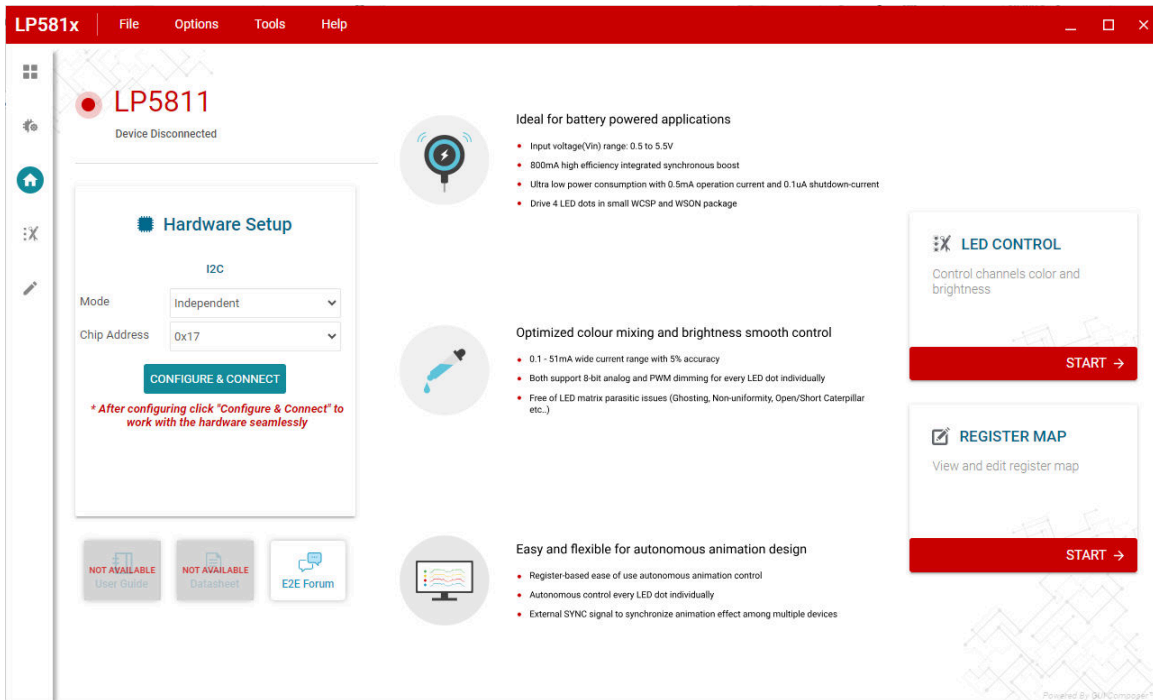 LP581x File Options Tools Help
LP5811
Device Disconnected
Hardware Setup
I2C
Mode Independent
Chip Address 0x17
CONFIGURE & CONNECT
* After configuring click "Configure & Connect" to
work with the hardware seamlessly
NOT AVAILABLE
User Guide
NOT AVAILABLE
Datasheet
E2E Forum
Ideal for battery powered applications
Input voltage(Vin) range: 0.5 to 5.5V
800mA high efficiency integrated synchronous boost
Ultra low power consumption with 0.5mA operation current and 0.1uA shutdown-current
Drive 4 LED dots in small WCSP and WSON package
Optimized colour mixing and brightness smooth control
0.1 - 51mA wide current range with 5% accuracy
Both support 8-bit analog and PWM dimming for every LED dot individually
Free of LED matrix parasitic issues (Ghosting, Non-uniformity, Open/Short Caterpillar
etc..)
Easy and flexible for autonomous animation design
Register-based ease of use autonomous animation control
Autonomous control every LED dot individually
External SYNC signal to synchronize animation effect among multiple devices
LED CONTROL
Control channels color and
brightness
START →
REGISTER MAP
View and edit register map
START →
Powered By GUI Composer™